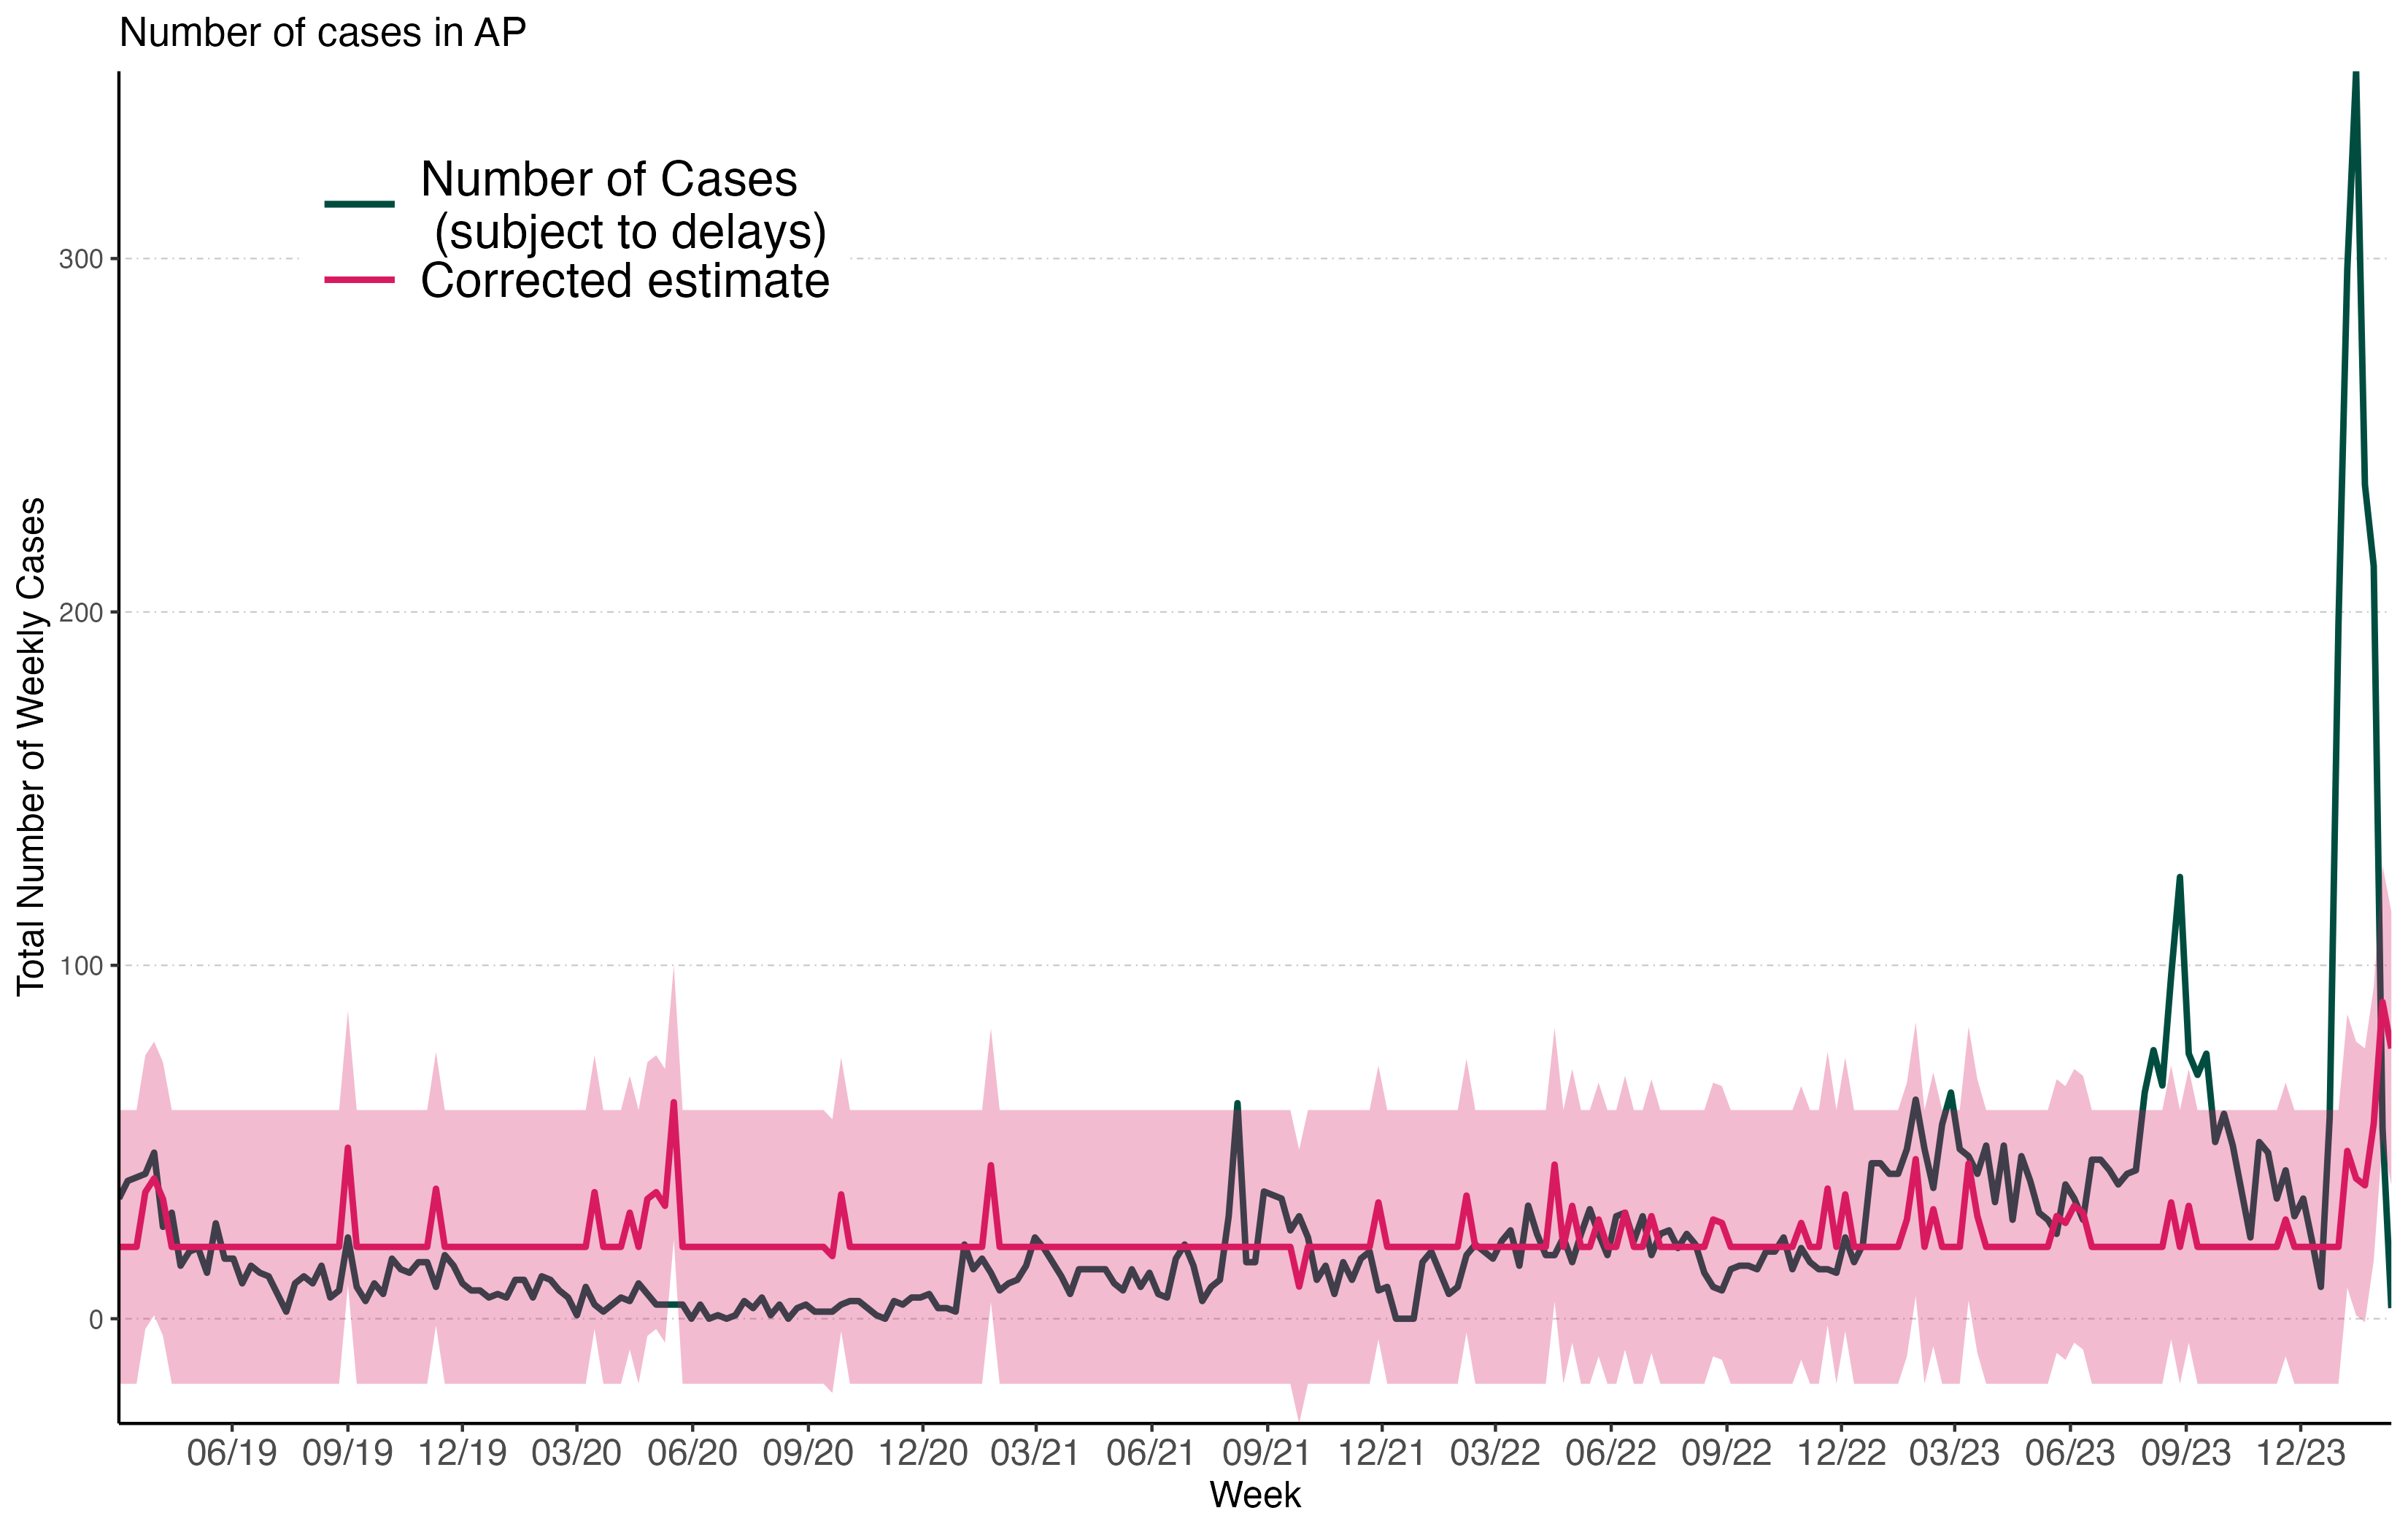 Number of cases in AP
Number of Cases
(subject to delays)
Corrected estimate
Total Number of Weekly Cases
300
200
100
0
06/19 09/19 12/19 03/20 06/20 09/20 12/20 03/21 06/21 09/21 12/21 03/22 06/22 09/22 12/22 03/23 06/23 09/23 12/23
Week